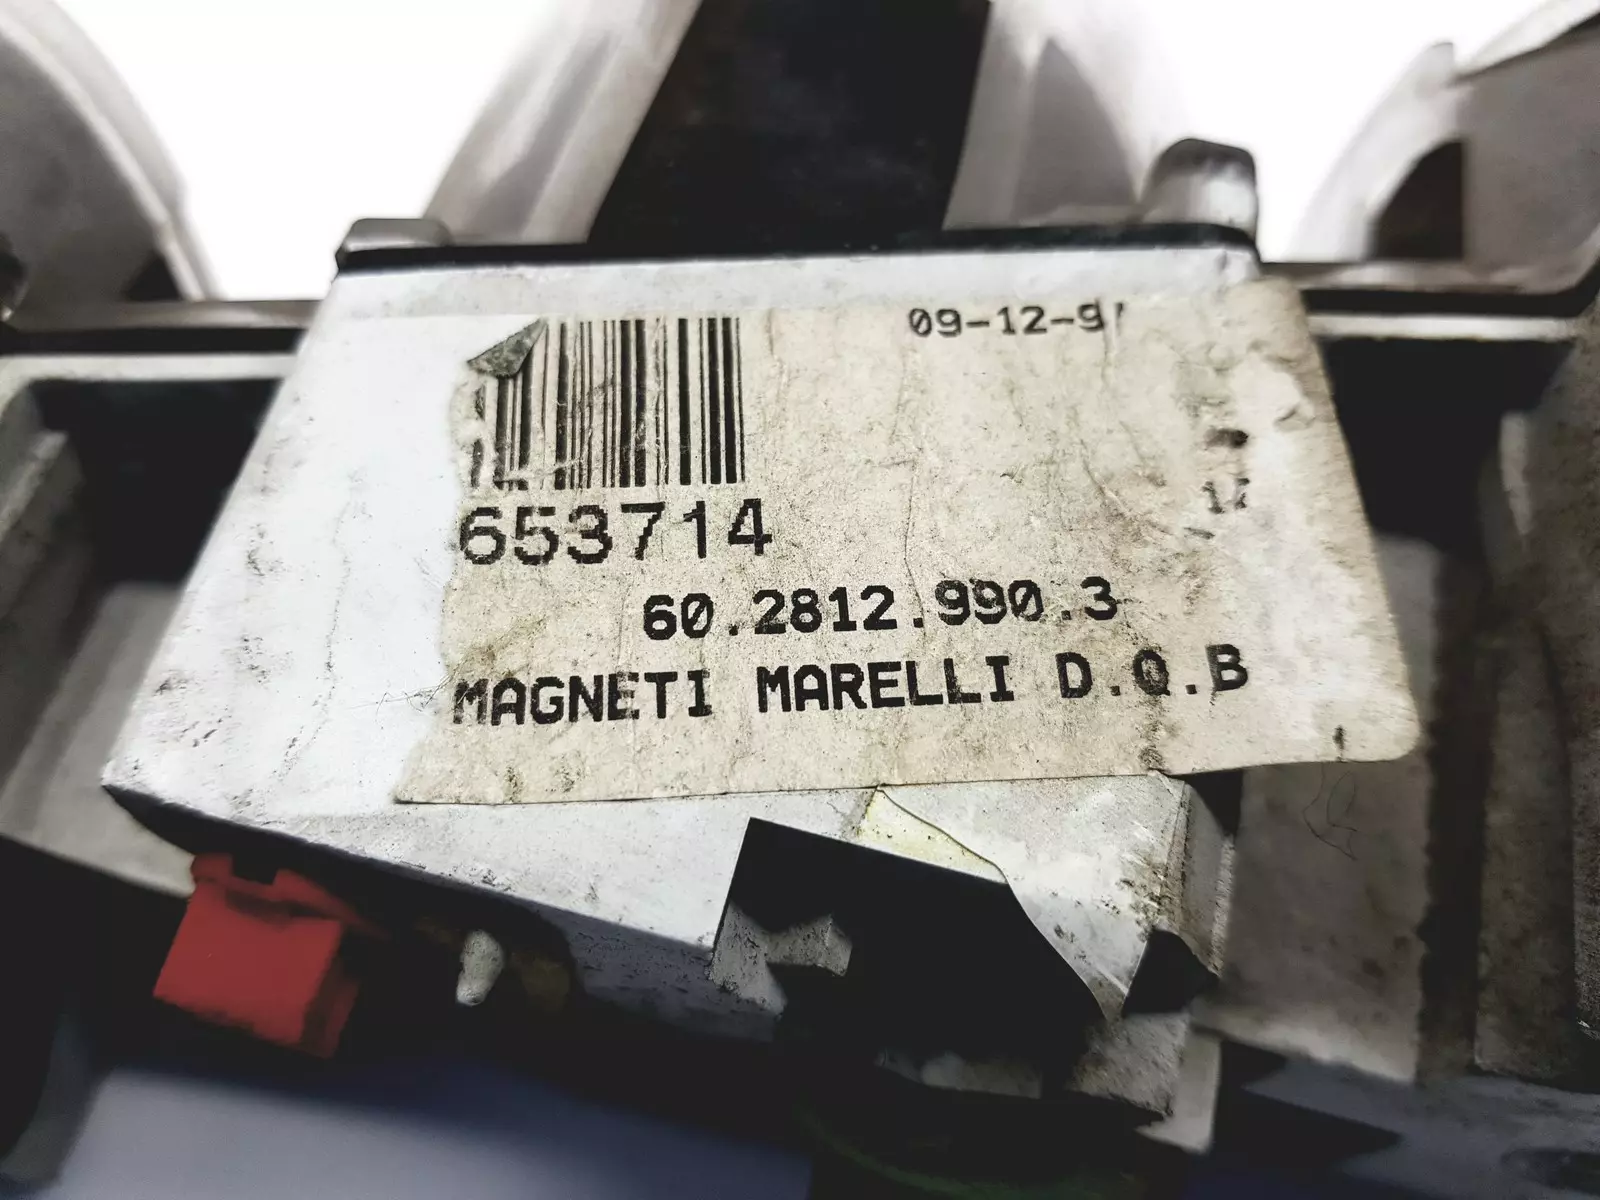 09-12-9
653714
60.2812.990.3
MAGNETI MARELLI D.Q.B